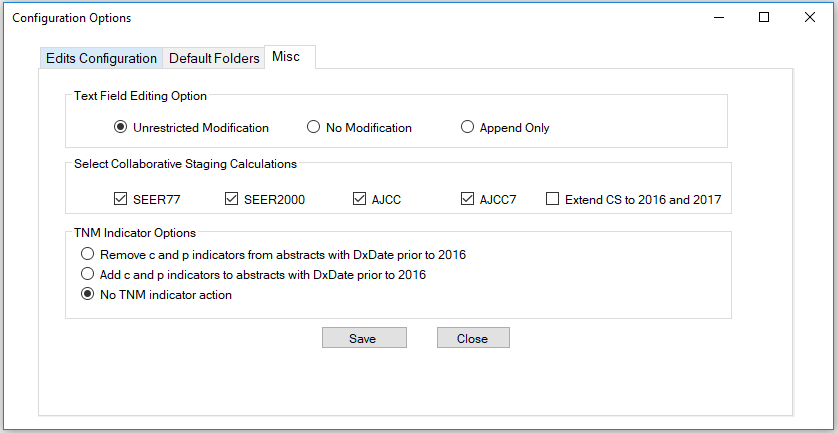 Configuration Options
Edits Configuration Default Folders Misc
Text Field Editing Option
Unrestricted Modification No Modification Append Only
Select Collaborative Staging Calculations
SEER77 SEER2000 AJCC AJCC7 Extend CS to 2016 and 2017
TNM Indicator Options
Remove c and p indicators from abstracts with DxDate prior to 2016
Add c and p indicators to abstracts with DxDate prior to 2016
No TNM indicator action
Save Close